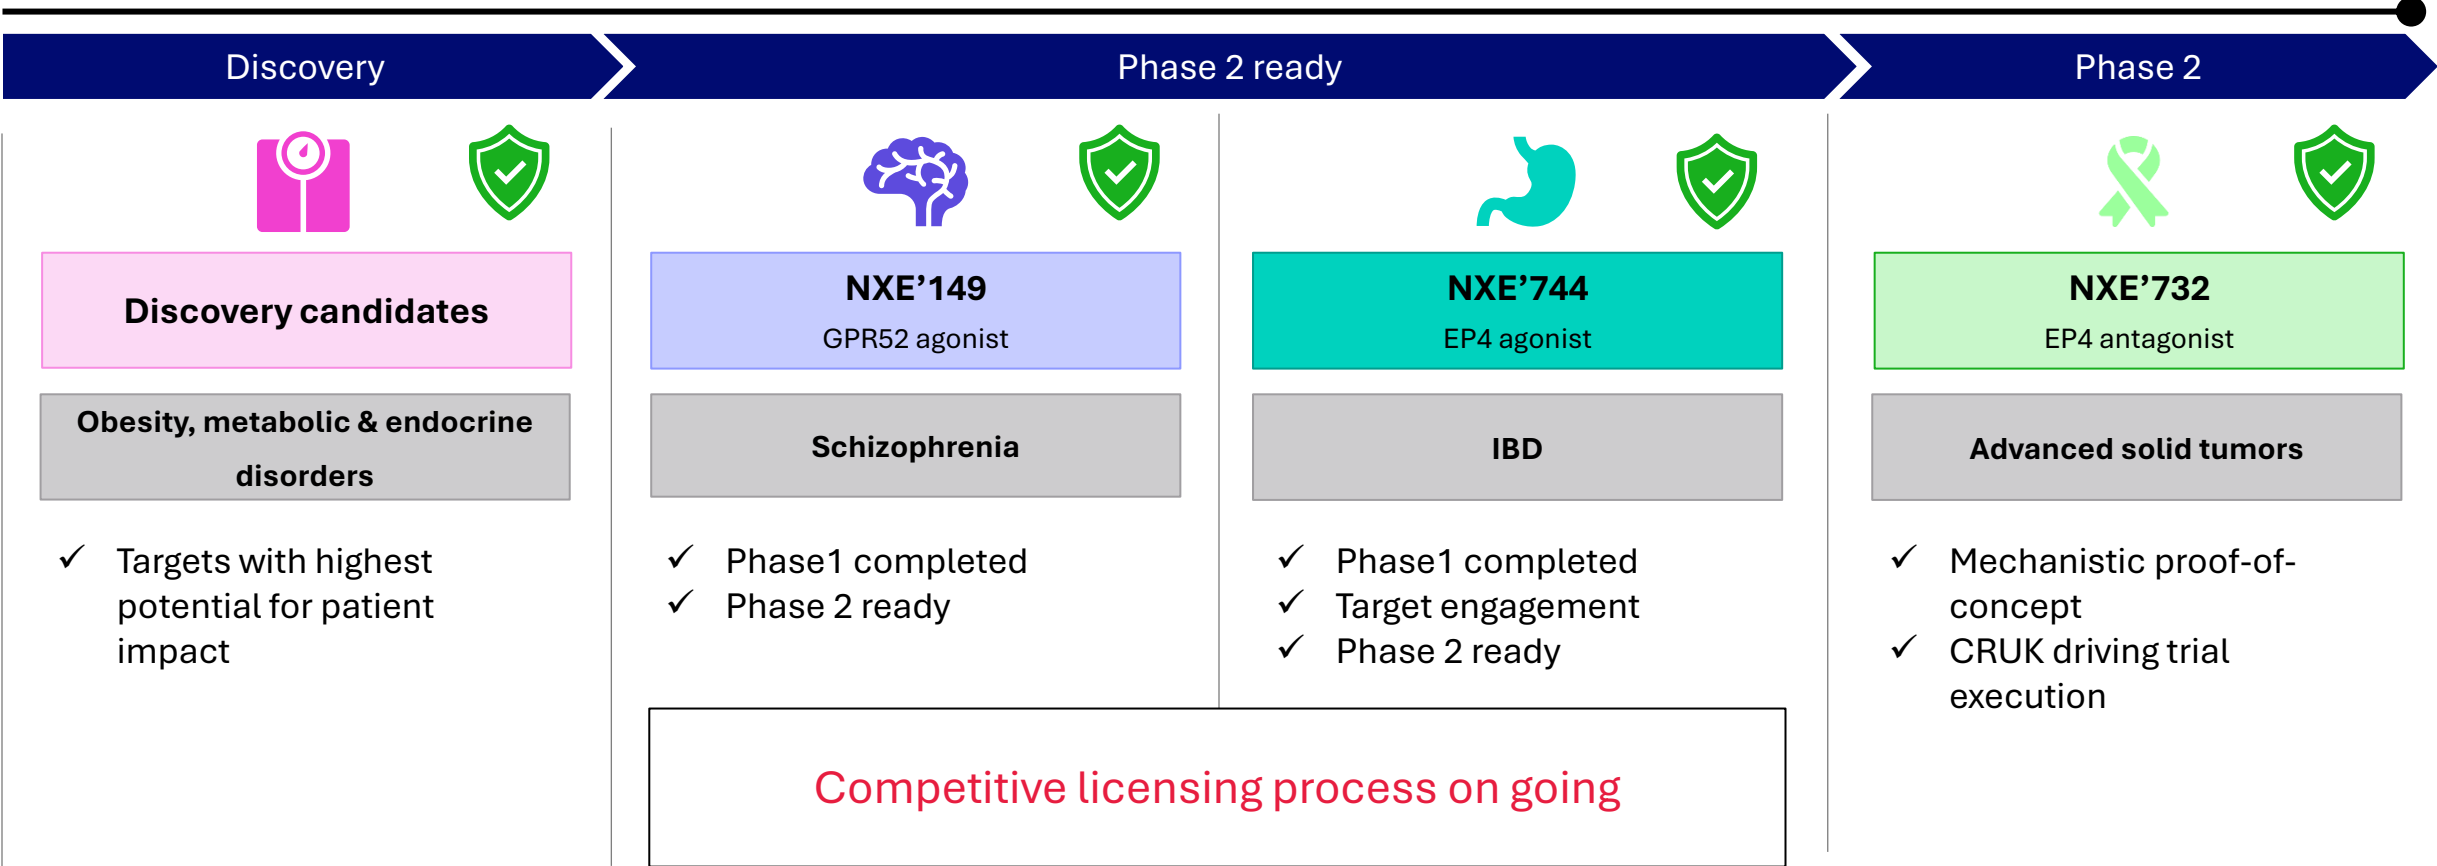 Discovery
Phase 2 ready
Phase 2
Discovery candidates
Obesity, metabolic & endocrine
disorders
✓ Targets with highest
potential for patient
impact
NXE’149
GPR52 agonist
Schizophrenia
✓ Phase1 completed
✓ Phase 2 ready
NXE’744
EP4 agonist
IBD
✓ Phase1 completed
✓ Target engagement
✓ Phase 2 ready
Competitive licensing process on going
NXE’732
EP4 antagonist
Advanced solid tumors
✓ Mechanistic proof-of-
concept
✓ CRUK driving trial
execution